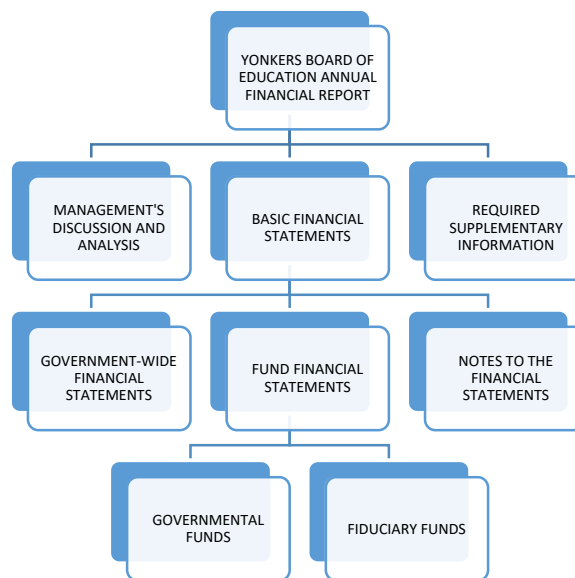 YONKERS BOARD OF
EDUCATION ANNUAL
FINANCIAL REPORT
MANAGEMENT'S
DISCUSSION AND
ANALYSIS
BASIC FINANCIAL
STATEMENTS
REQUIRED
SUPPLEMENTARY
INFORMATION
GOVERNMENT-WIDE
FINANCIAL
STATEMENTS
FUND FINANCIAL
STATEMENTS
NOTES TO THE
FINANCIAL
STATEMENTS
GOVERNMENTAL
FUNDS
FIDUCIARY FUNDS